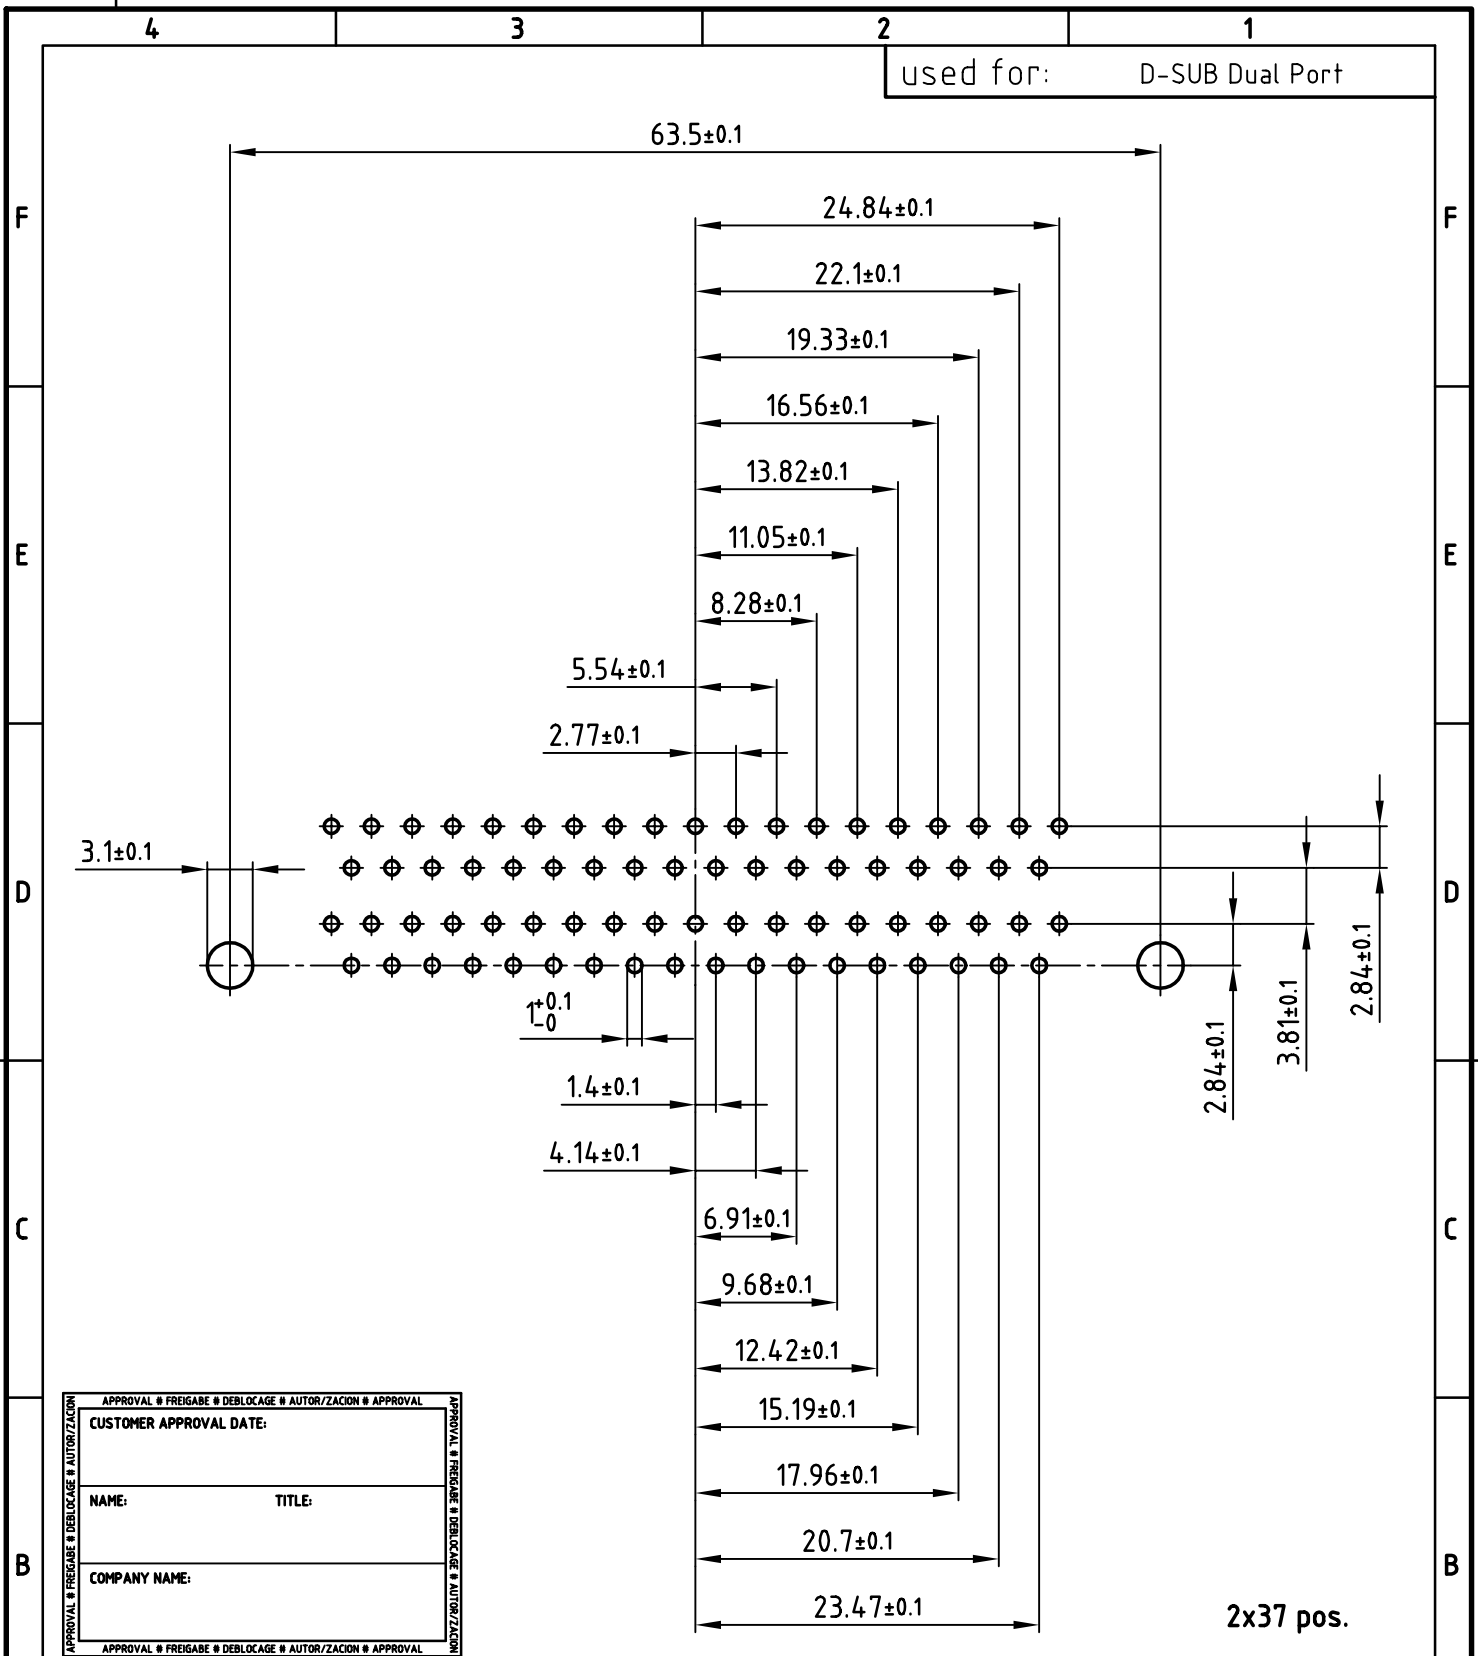 4 3 2 1
used for: D-SUB Dual Port
63.5±0.1
F 24.84±0.1 F
22.1±0.1
19.33±0.1
16.56±0.1
13.82±0.1
E 11.05±0.1 E
8.28±0.1
5.54±0.1
2.77±0.1
3.1±0.1
D D
2.84±0.1
3.81±0.1
2.84±0.1
1+0.1
-0
1.4±0.1
4.14±0.1
C 6.91±0.1 C
9.68±0.1
12.42±0.1
15.19±0.1
17.96±0.1
20.7±0.1
23.47±0.1
B B
2x37 pos.
APPROVAL # FREIGABE # DEBLOCAGE # AUTOR/ZACION # APPROVAL
APPROVAL # FREIGABE # DEBLOCAGE # AUTOR/ZACION
CUSTOMER APPROVAL DATE:
NAME: TITLE:
COMPANY NAME:
APPROVAL # FREIGABE # DEBLOCAGE # AUTOR/ZACION
APPROVAL # FREIGABE # DEBLOCAGE # AUTOR/ZACION # APPROVAL